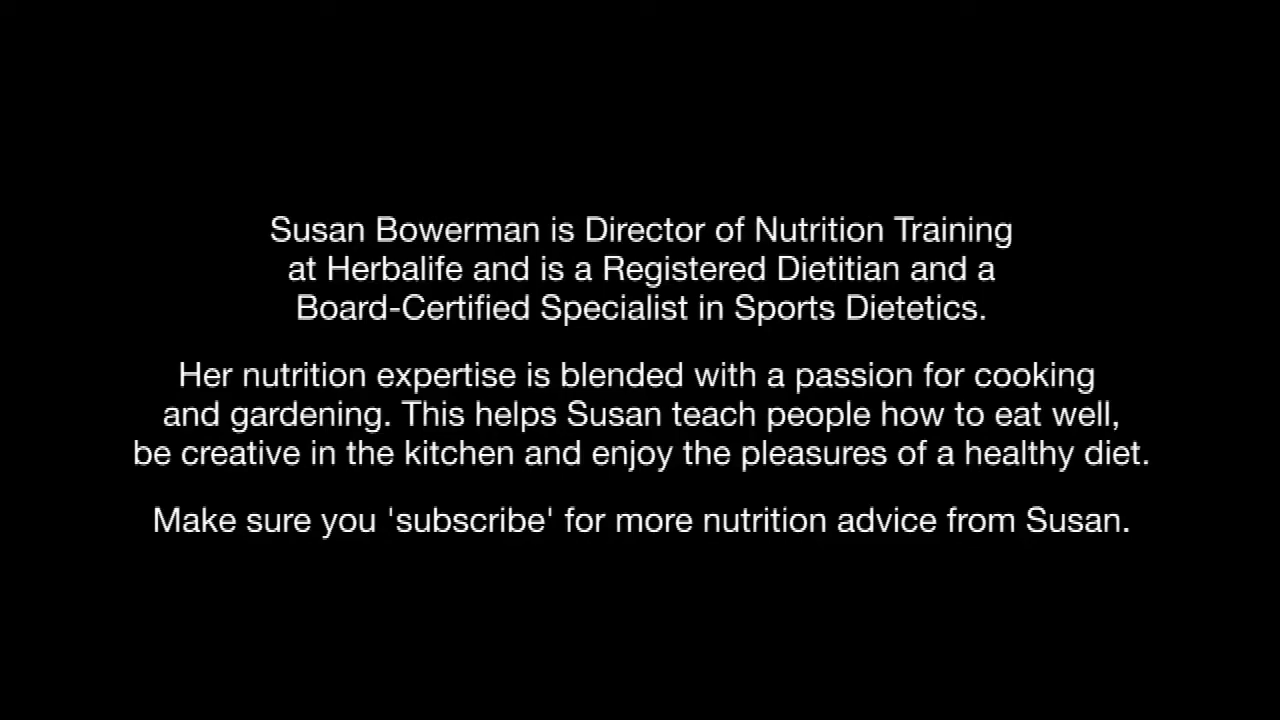 Susan Bowerman is Director of Nutrition Training
at Herbalife and is a Registered Dietitian and a
Board-Certified Specialist in Sports Dietetics.
Her nutrition expertise is blended with a passion for cooking
and gardening. This helps Susan teach people how to eat well,
be creative in the kitchen and enjoy the pleasures of a healthy diet.
Make sure you 'subscribe' for more nutrition advice from Susan.